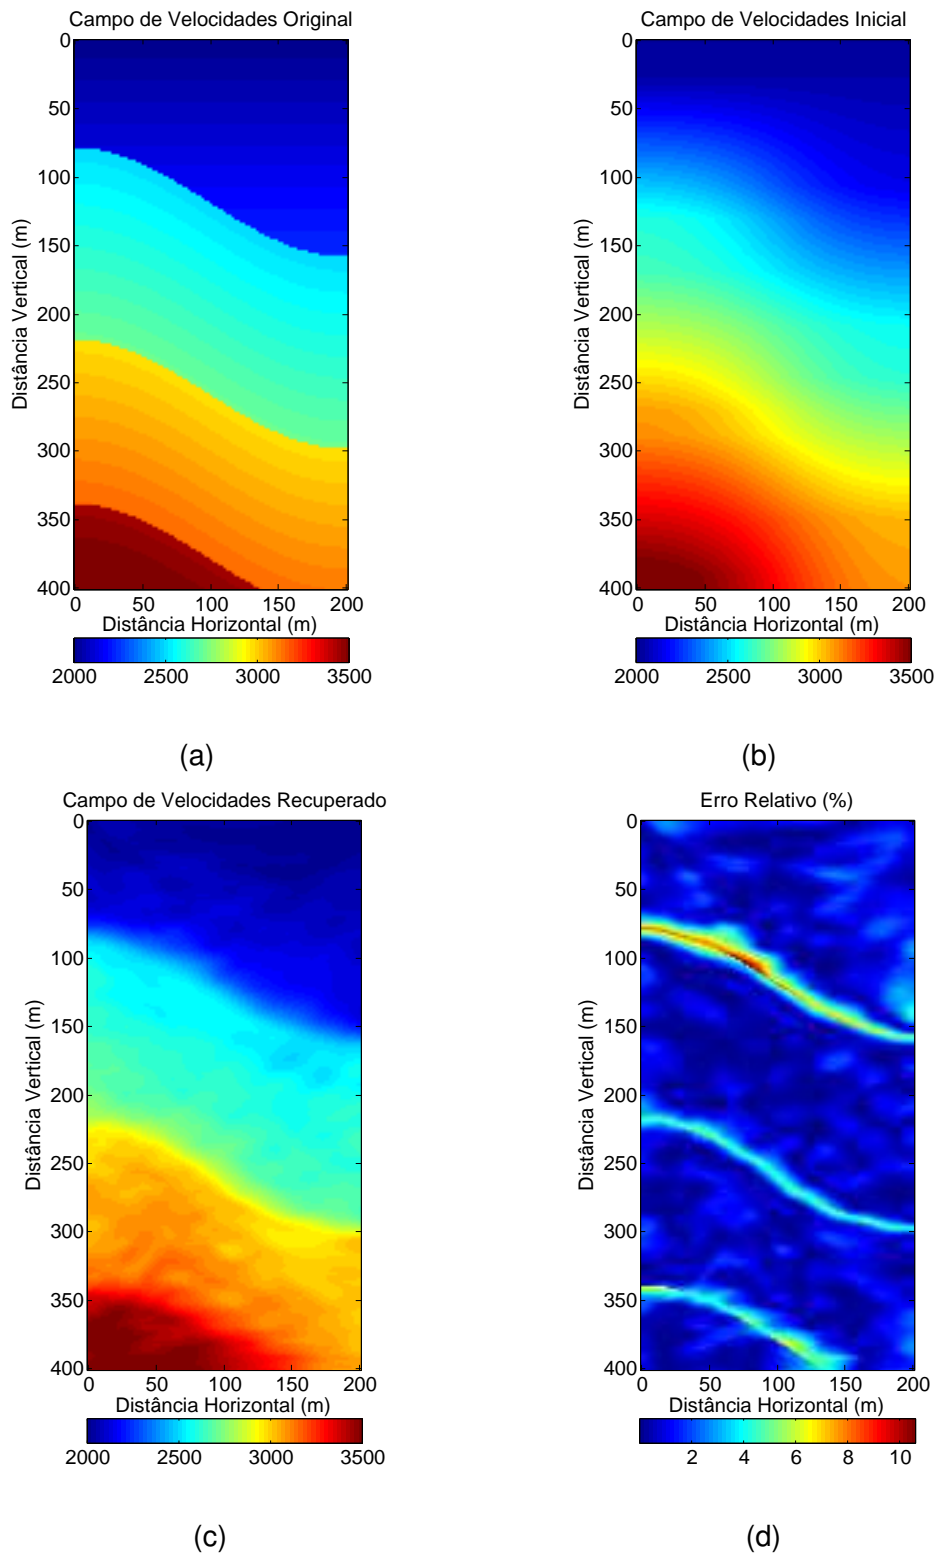 Campo de Velocidades Original
Distância Vertical (m)
0
50
100
150
200
250
300
350
400
0 50 100 150 200
Distância Horizontal (m)
2000 2500 3000 3500
(a)
Campo de Velocidades Inicial
Distância Vertical (m)
0
50
100
150
200
250
300
350
400
0 50 100 150 200
Distância Horizontal (m)
2000 2500 3000 3500
(b)
Campo de Velocidades Recuperado
Distância Vertical (m)
0
50
100
150
200
250
300
350
400
0 50 100 150 200
Distância Horizontal (m)
2000 2500 3000 3500
(c)
Erro Relativo (%)
Distância Vertical (m)
0
50
100
150
200
250
300
350
400
0 50 100 150 200
Distância Horizontal (m)
2 4 6 8 10
(d)